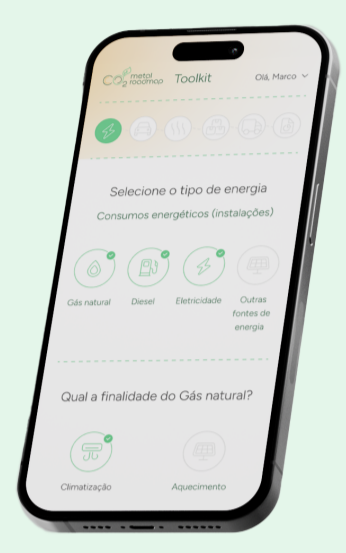 CO2 metal roadmap Toolkit Olá, Marco
Selecione o tipo de energia
Consumos energéticos (instalações)
Gás natural Diesel Eletricidade Outras
fontes de
energia
Qual a finalidade do Gás natural?
Climatização Aquecimento